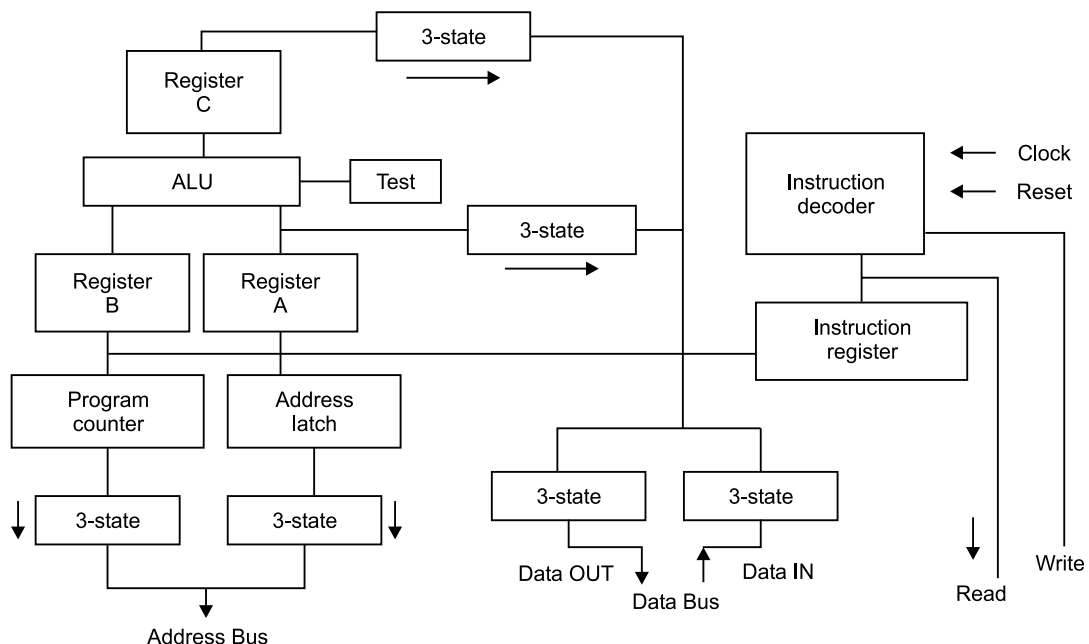 3-state
Register
C
ALU
Test
3-state
Register
B
Register
A
Instruction
decoder
Clock
Reset
Instruction
register
Program
counter
Address
latch
3-state
3-state
3-state
3-state
Data OUT
Data IN
Data Bus
Read
Write
Address Bus